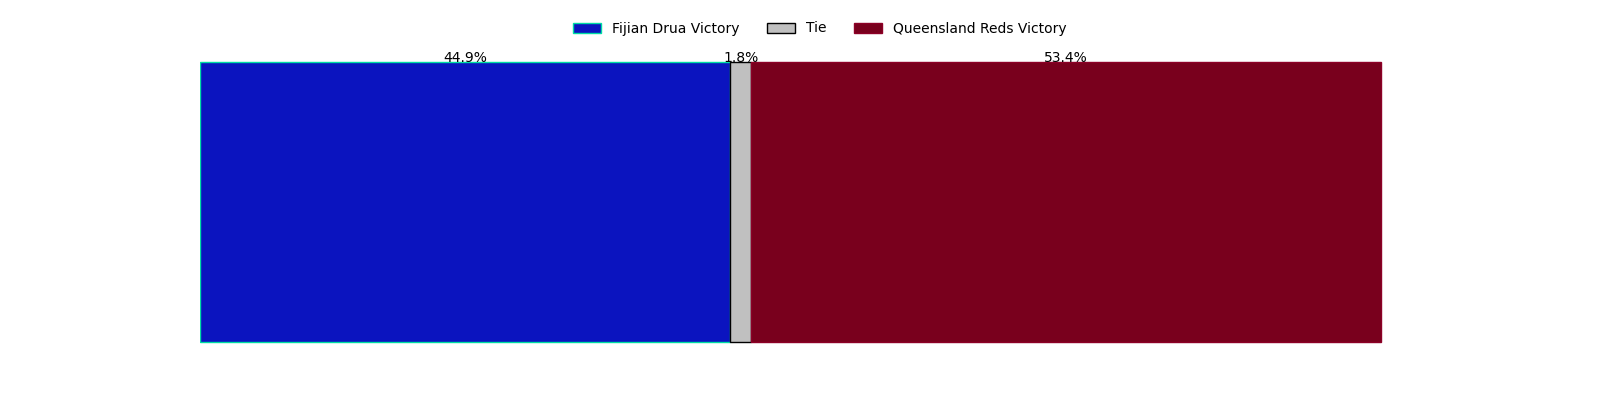 Fijian Drua Victory Tie Queensland Reds Victory
44.9% 1.8% 53.4%